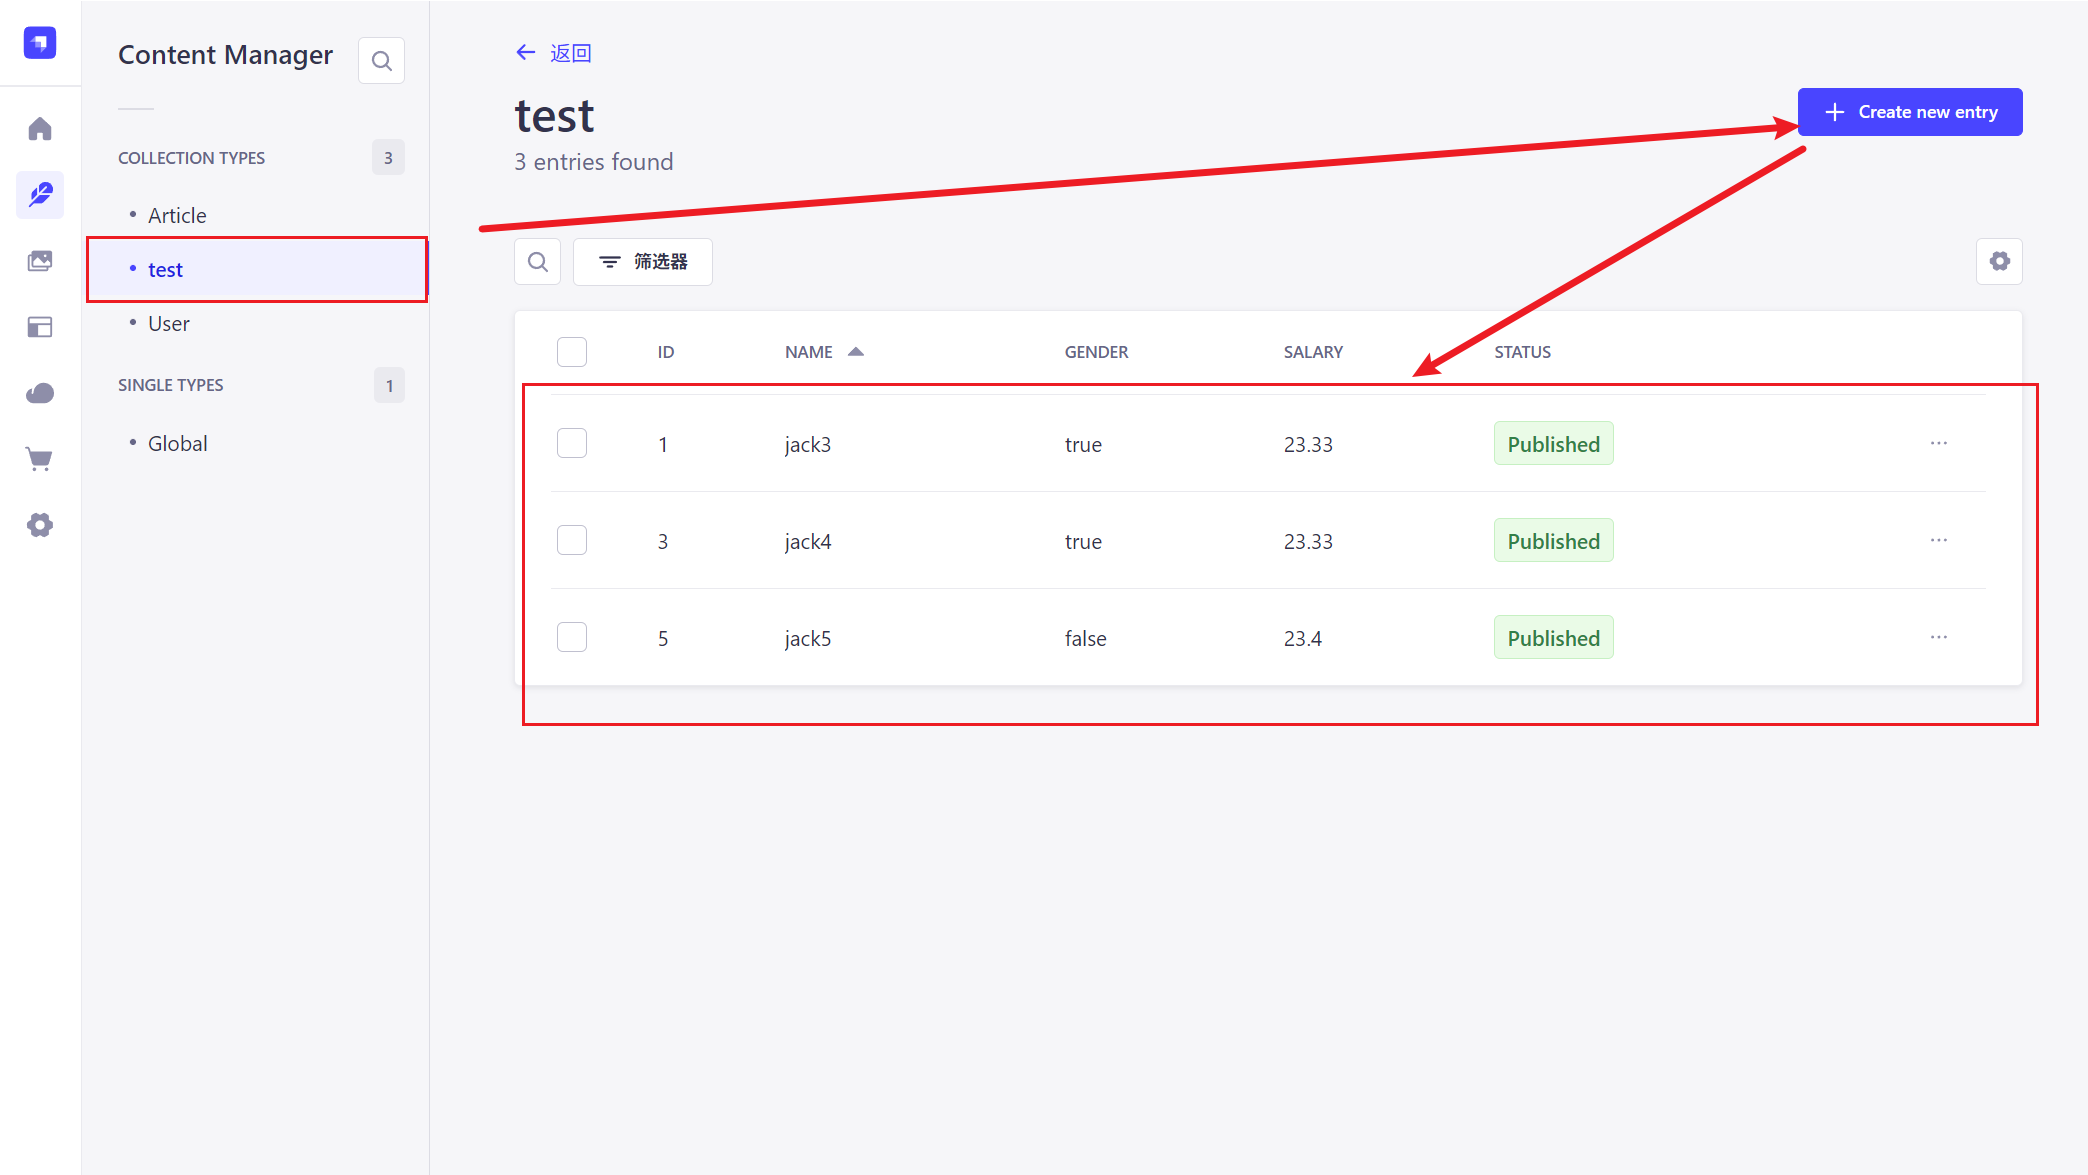 Content Manager
COLLECTION TYPES
3
Article
test
User
SINGLE TYPES
1
Global
返回
test
3 entries found
Create new entry
筛选器
ID NAME GENDER SALARY STATUS
1 jack3 true 23.33 Published
3 jack4 true 23.33 Published
5 jack5 false 23.4 Published